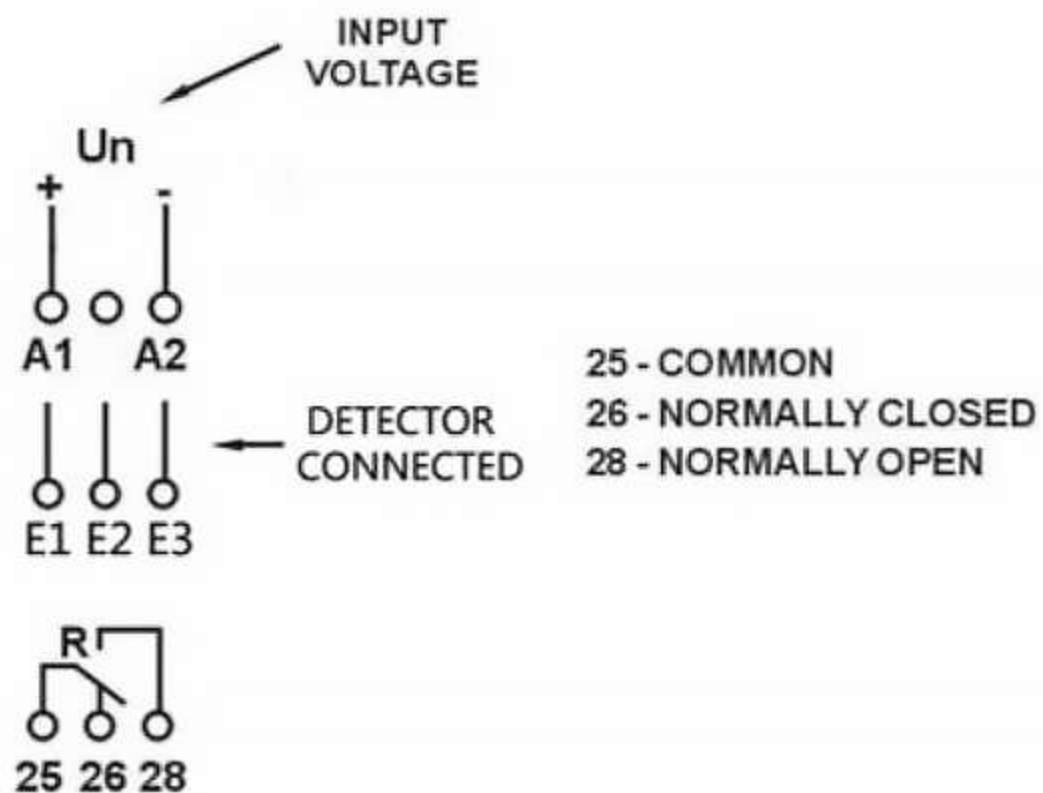 INPUT
VOLTAGE
Un
+ -
A1 A2
DETECTOR
CONNECTED
E1 E2 E3
25 - COMMON
26 - NORMALLY CLOSED
28 - NORMALLY OPEN
R
25 26 28